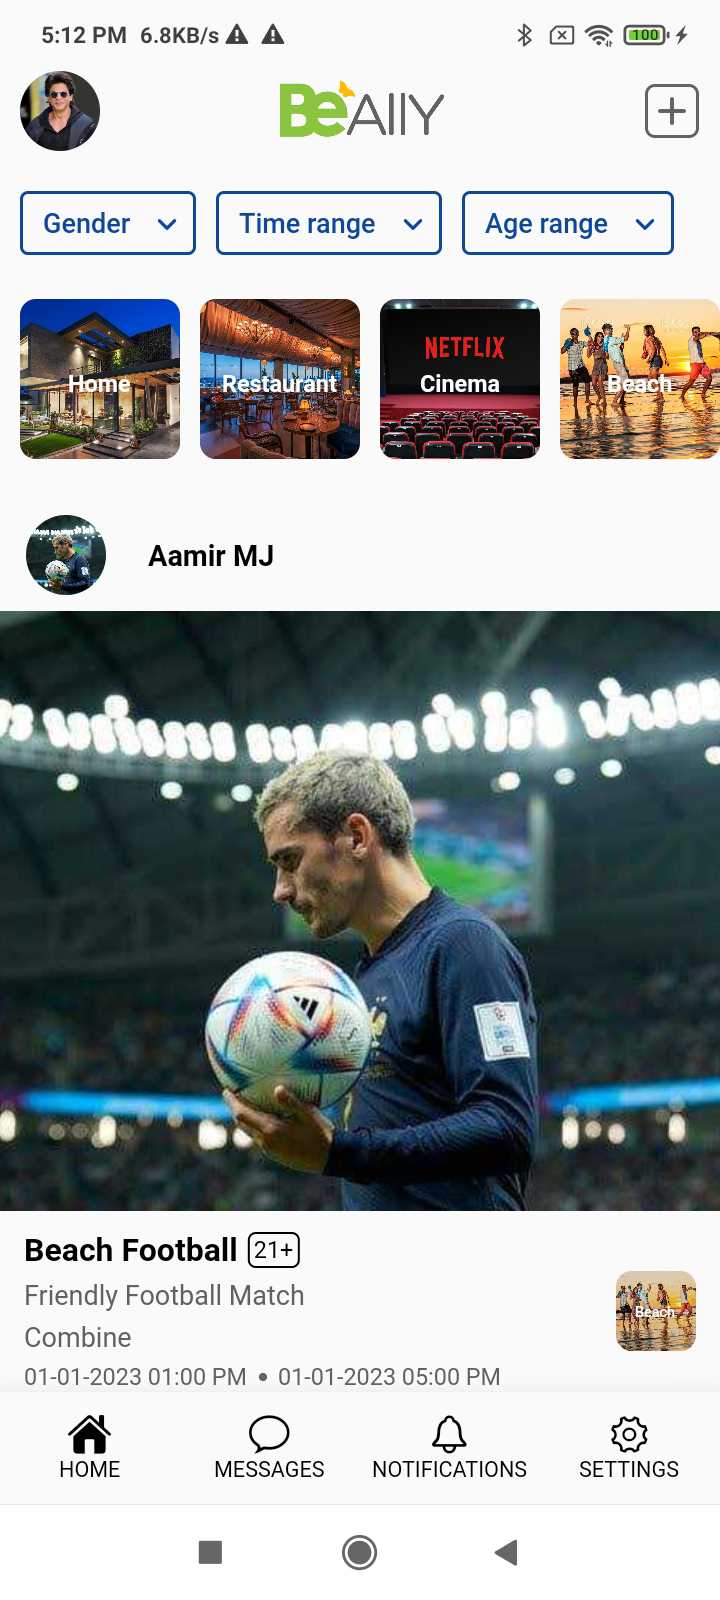 5:12 PM 6.8KB/s
100
BeAllY
Gender
Time range
Age range
Home
Restaurant
NETFLIX
Cinema
Beach
Aamir MJ
Beach Football 21+
Friendly Football Match
Combine
Beach
01-01-2023 01:00 PM • 01-01-2023 05:00 PM
HOME
MESSAGES
NOTIFICATIONS
SETTINGS